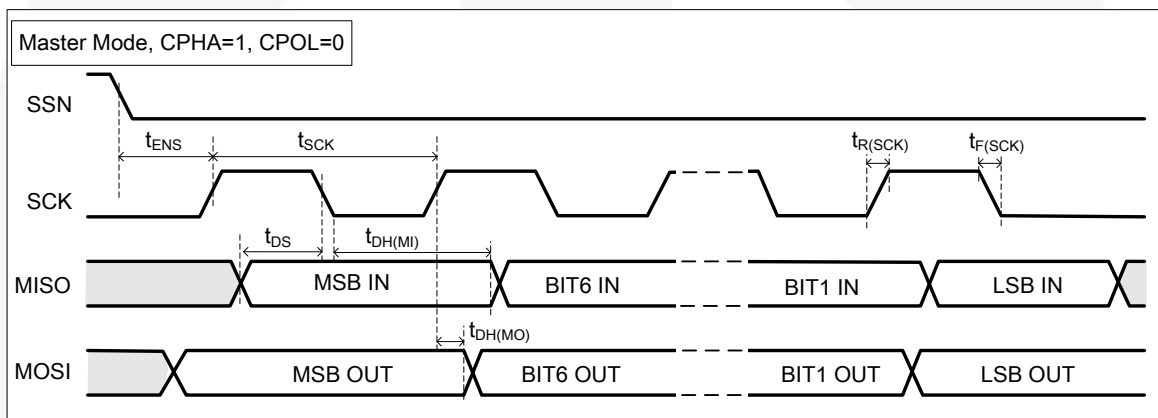 Master Mode, CPHA=1, CPOL=0
SSN
tENS
tSCK
tR(SCK)
tF(SCK)
SCK
tDS
tDH(MI)
MISO
MSB IN
BIT6 IN
BIT1 IN
LSB IN
tDH(MO)
MOSI
MSB OUT
BIT6 OUT
BIT1 OUT
LSB OUT